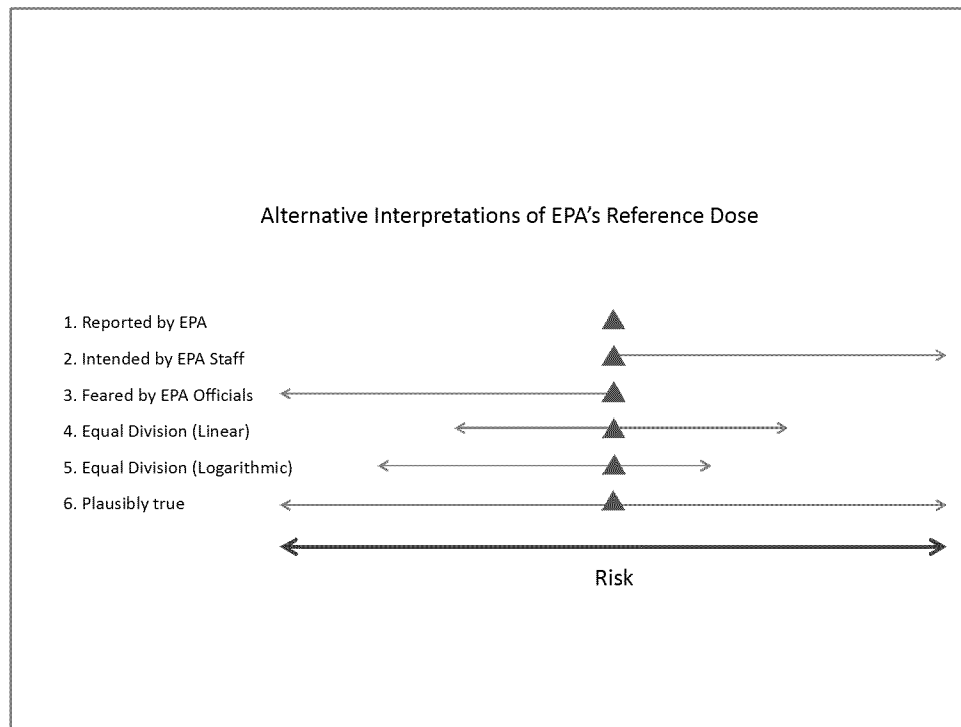 Alternative Interpretations of EPA’s Reference Dose
1. Reported by EPA
2. Intended by EPA Staff
3. Feared by EPA Officials
4. Equal Division (Linear)
5. Equal Division (Logarithmic)
6. Plausibly true
Risk